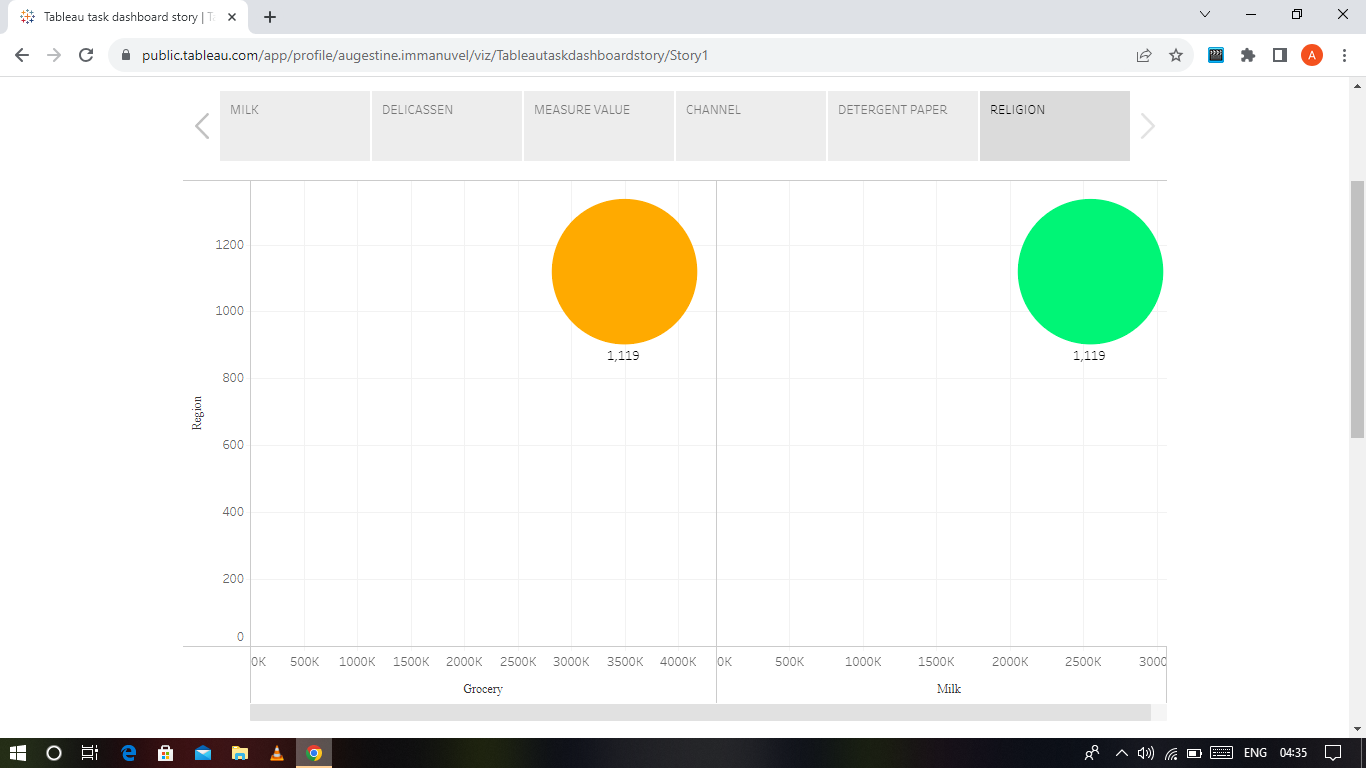 Tableau task dashboard story | T
public.tableau.com/app/profile/augestine.immanuvel/viz/Tableautaskdashboardstory/Story1
A
MILK
DELICASSEN
MEASURE VALUE
CHANNEL
DETERGENT PAPER
RELIGION
1200
1000
800
600
400
200
0
Region
1,119
1,119
0K 500K 1000K 1500K 2000K 2500K 3000K 3500K 4000K 0K 500K 1000K 1500K 2000K 2500K 3000
Grocery
Milk
ENG 04:35